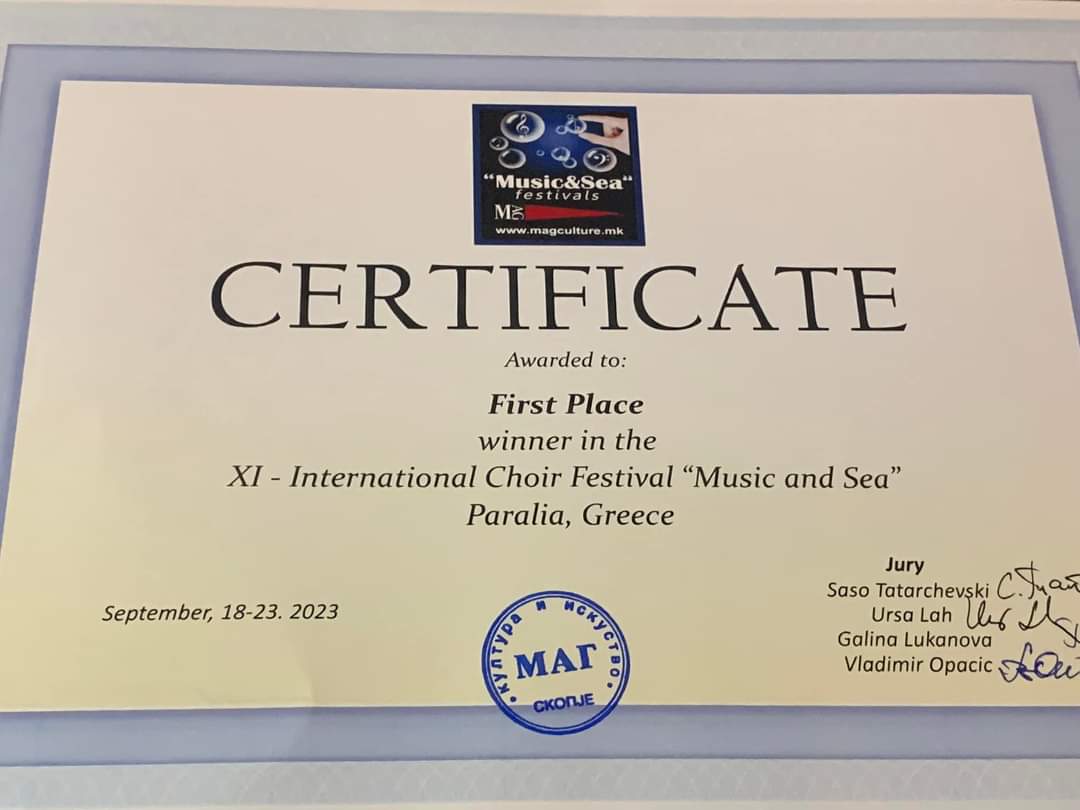 "Music&Sea"
festivals
MAG
www.magculture.mk
CERTIFICATE
Awarded to:
First Place
winner in the
XI - International Choir Festival “Music and Sea”
Paralia, Greece
September, 18-23. 2023
култура и искуство
МАГ
СКОПЈЕ
Jury
Saso Tatarchevski
Ursa Lah
Galina Lukanova
Vladimir Opacic